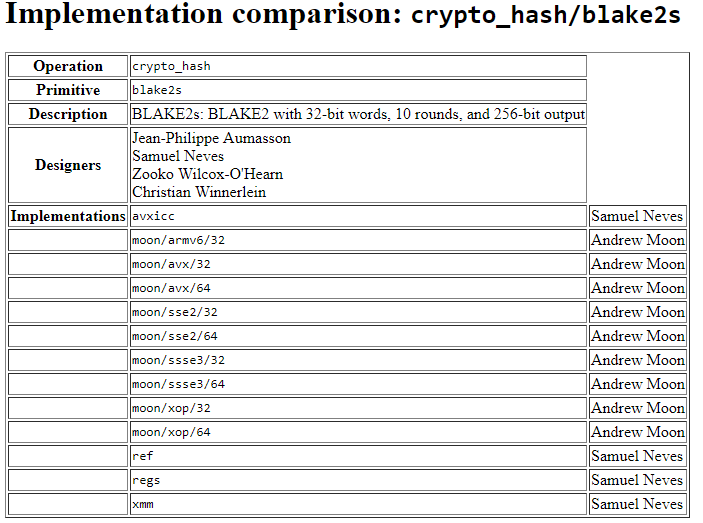 Implementation comparison: crypto_hash/blake2s
Operation crypto_hash
Primitive blake2s
Description BLAKE2s: BLAKE2 with 32-bit words, 10 rounds, and 256-bit output
Designers Jean-Philippe Aumasson
Samuel Neves
Zooko Wilcox-O'Hearn
Christian Winnerlein
Implementations avxicc Samuel Neves
moon/armv6/32 Andrew Moon
moon/avx/32 Andrew Moon
moon/avx/64 Andrew Moon
moon/sse2/32 Andrew Moon
moon/sse2/64 Andrew Moon
moon/ssse3/32 Andrew Moon
moon/ssse3/64 Andrew Moon
moon/xop/32 Andrew Moon
moon/xop/64 Andrew Moon
ref Samuel Neves
regs Samuel Neves
xmm Samuel Neves